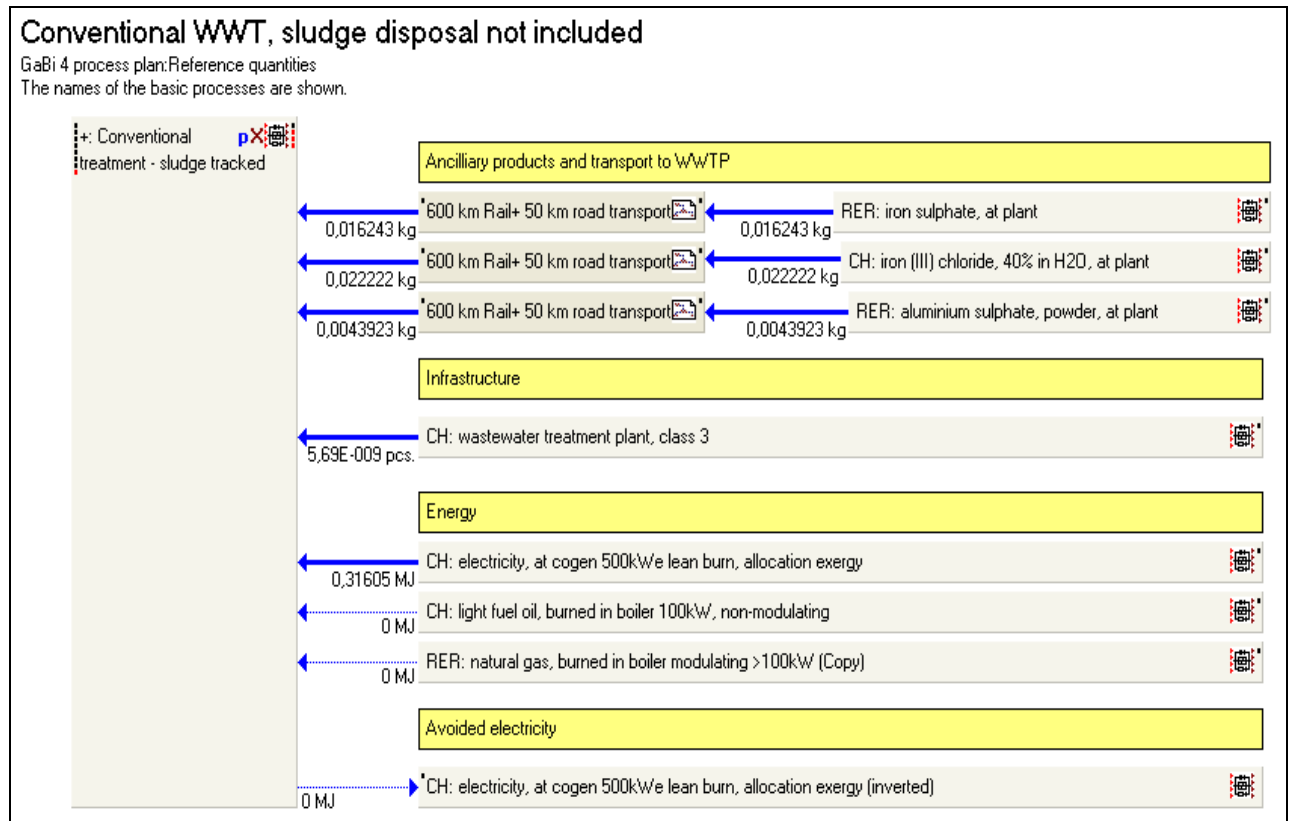 Conventional WWT, sludge disposal not included
GaBi 4 process plan:Reference quantities
The names of the basic processes are shown.
+: Conventional pX
treatment - sludge tracked
Ancilliary products and transport to WWTP
600 km Rail+ 50 km road transport
RER: iron sulphate, at plant
0,016243 kg
0,016243 kg
600 km Rail+ 50 km road transport
CH: iron (III) chloride, 40% in H2O, at plant
0,022222 kg
0,022222 kg
600 km Rail+ 50 km road transport
RER: aluminium sulphate, powder, at plant
0,0043923 kg
0,0043923 kg
Infrastructure
CH: wastewater treatment plant, class 3
5,69E-009 pcs.
Energy
CH: electricity, at cogen 500kWe lean burn, allocation exergy
0,31605 MJ
CH: light fuel oil, burned in boiler 100kW, non-modulating
0 MJ
RER: natural gas, burned in boiler modulating >100kW (Copy)
0 MJ
Avoided electricity
CH: electricity, at cogen 500kWe lean burn, allocation exergy (inverted)
0 MJ